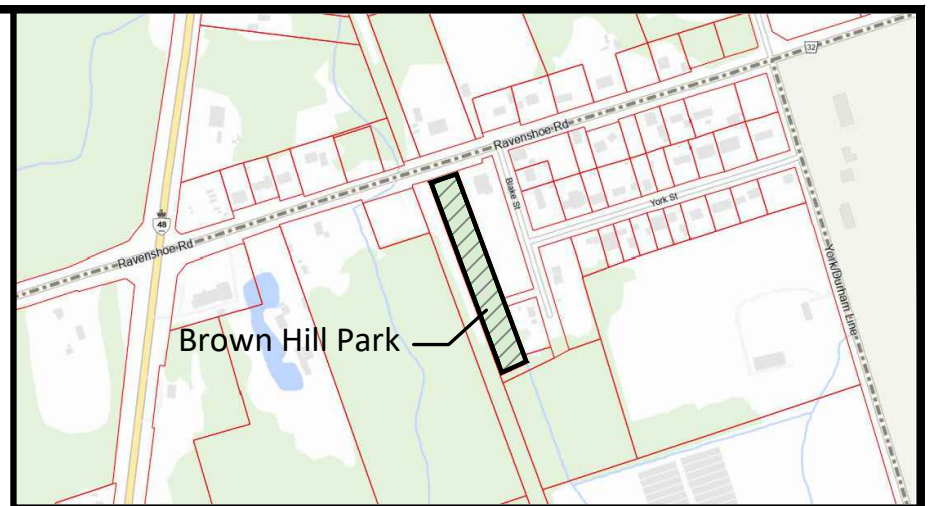 32
Ravenshoe Rd
Blake St
York St
48
Ravenshoe Rd
York/Durham Line
Brown Hill Park